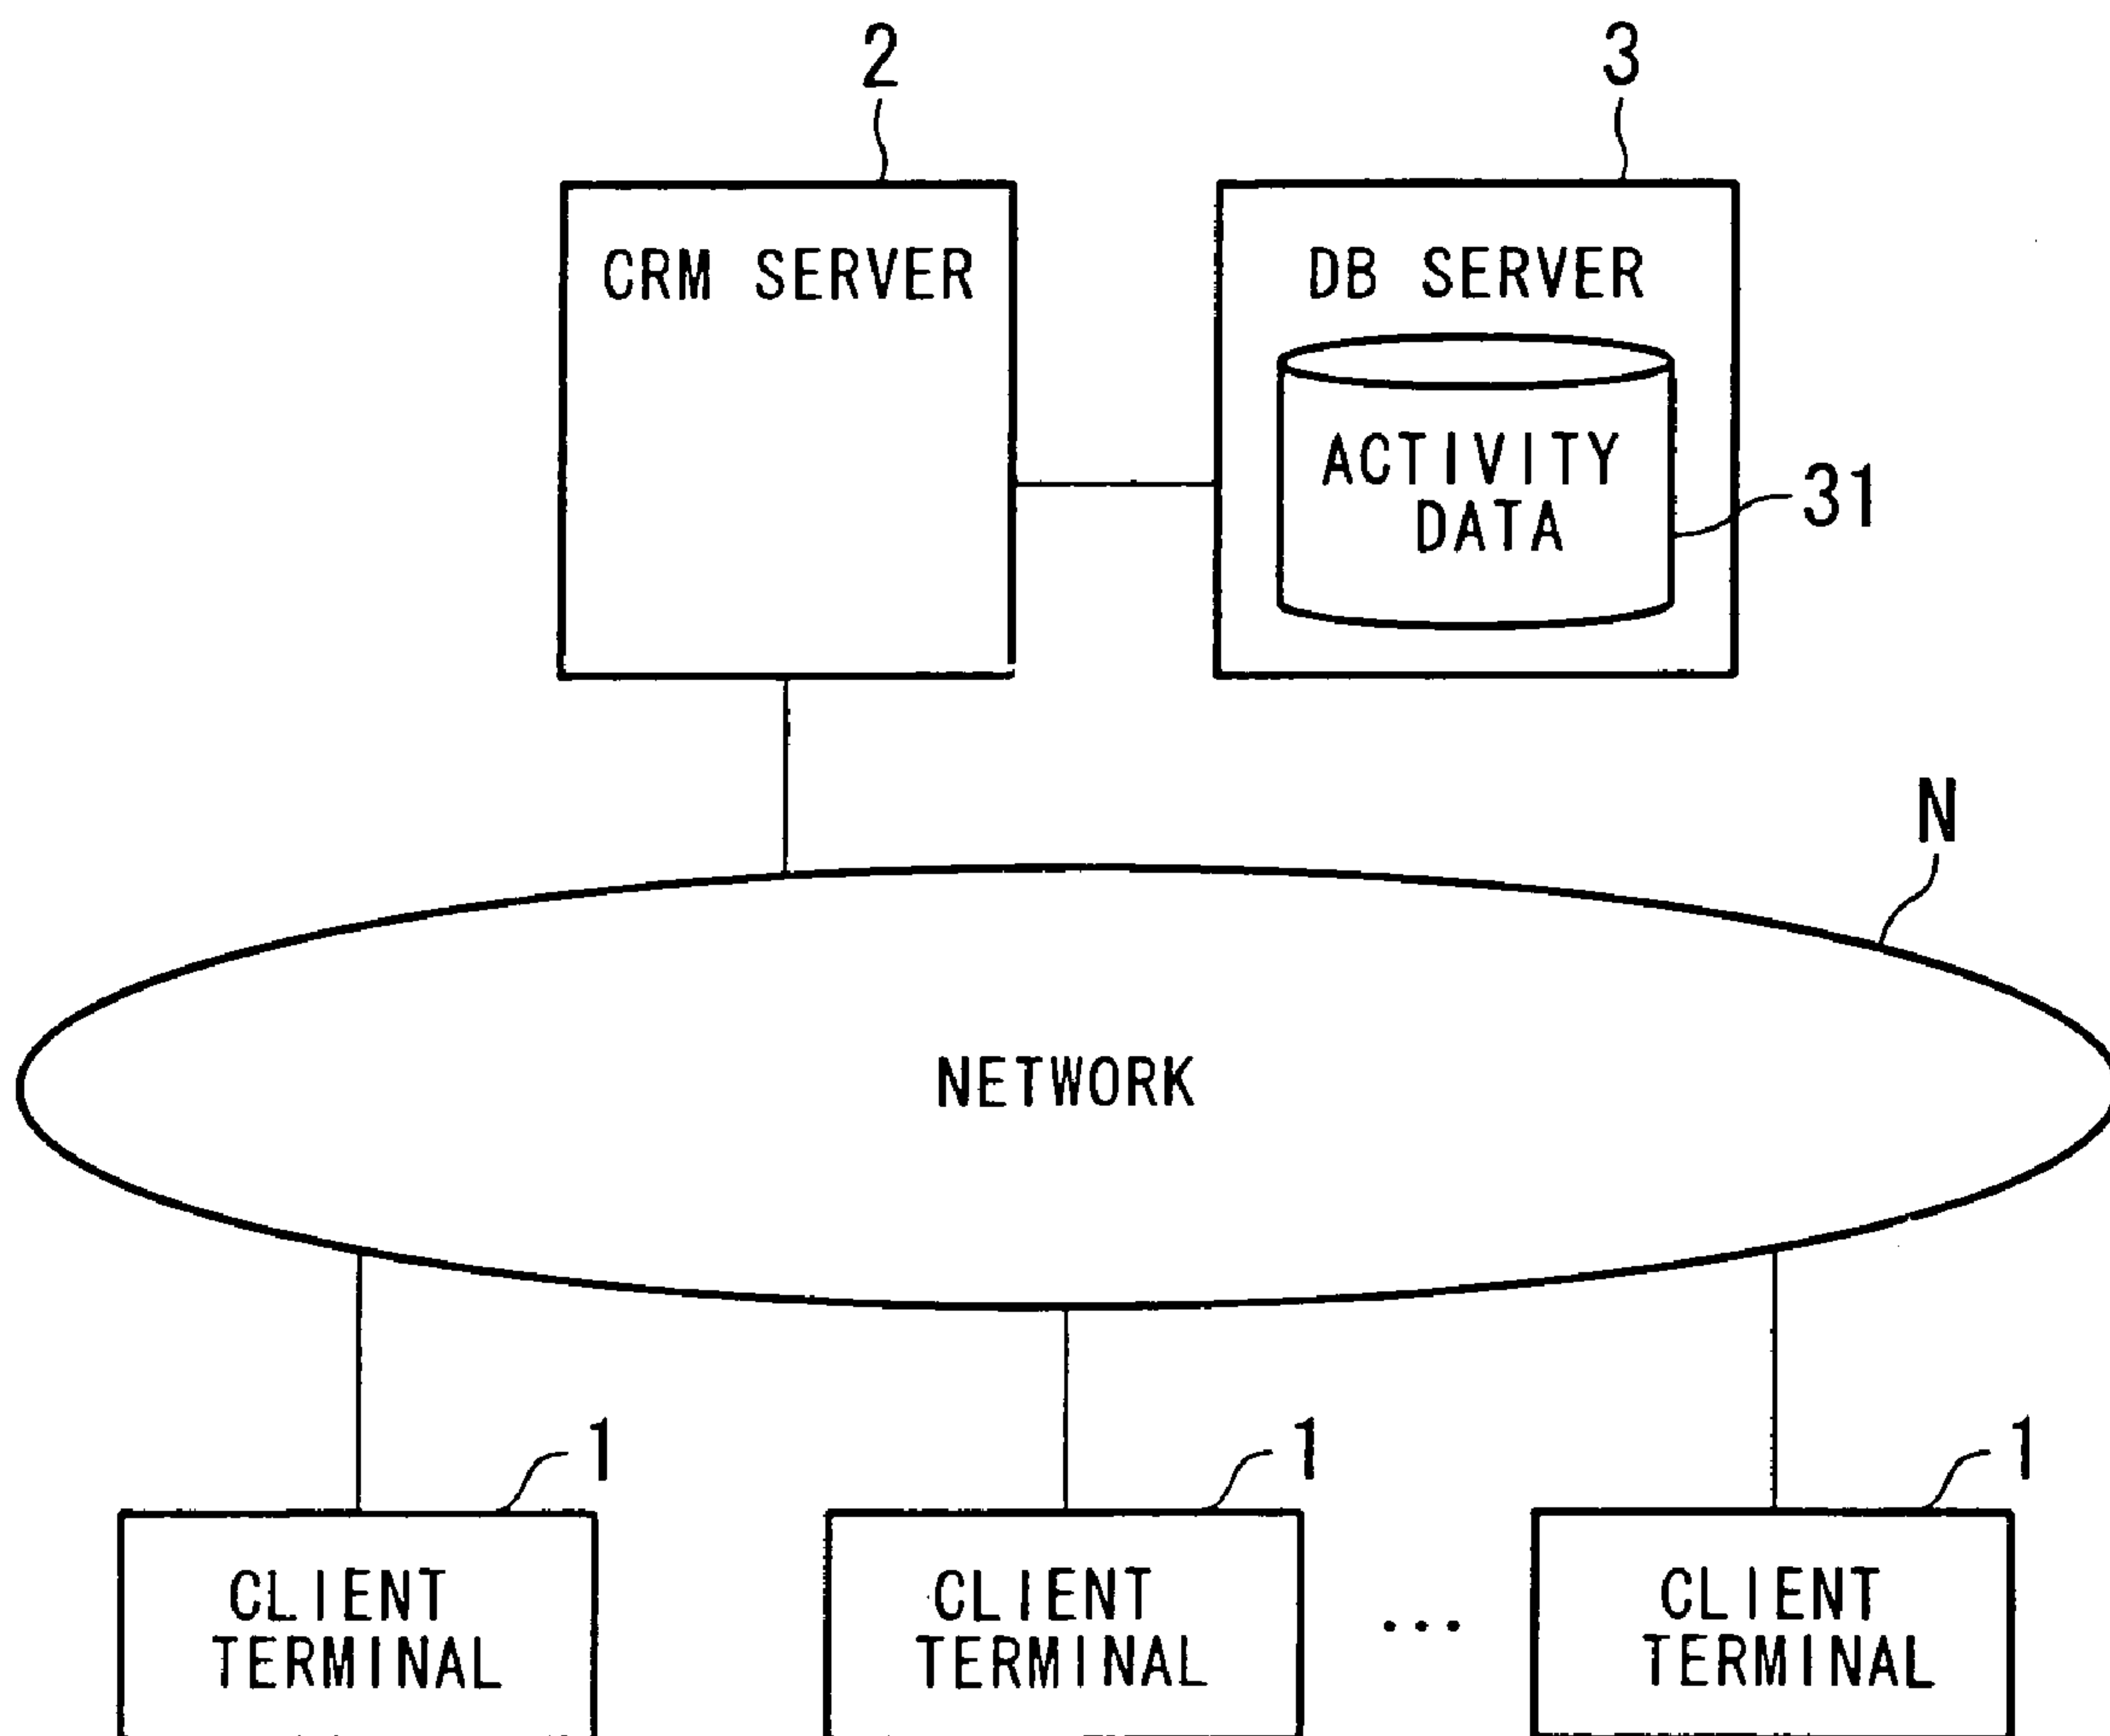 2
3
CRM SERVER
DB SERVER
ACTIVITY
DATA
31
N
NETWORK
1
1
1
CLIENT
TERMINAL
CLIENT
TERMINAL
...
CLIENT
TERMINAL